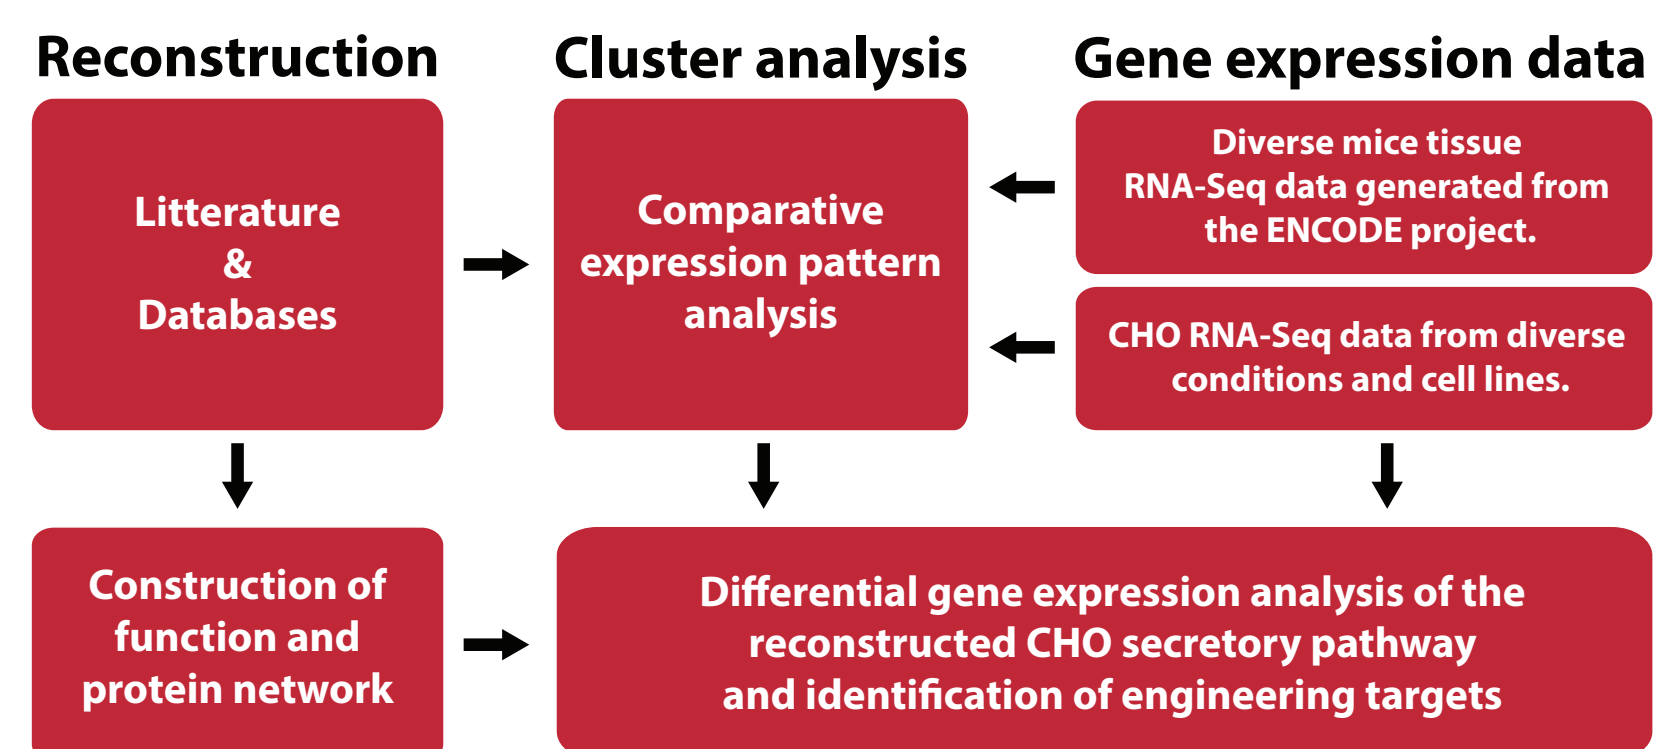 Reconstruction
Litterature
&
Databases
Construction of
function and
protein network
Cluster analysis
Comparative
expression pattern
analysis
Gene expression data
Diverse mice tissue
RNA-Seq data generated from
the ENCODE project.
CHO RNA-Seq data from diverse
conditions and cell lines.
Differential gene expression analysis of the
reconstructed CHO secretory pathway
and identification of engineering targets